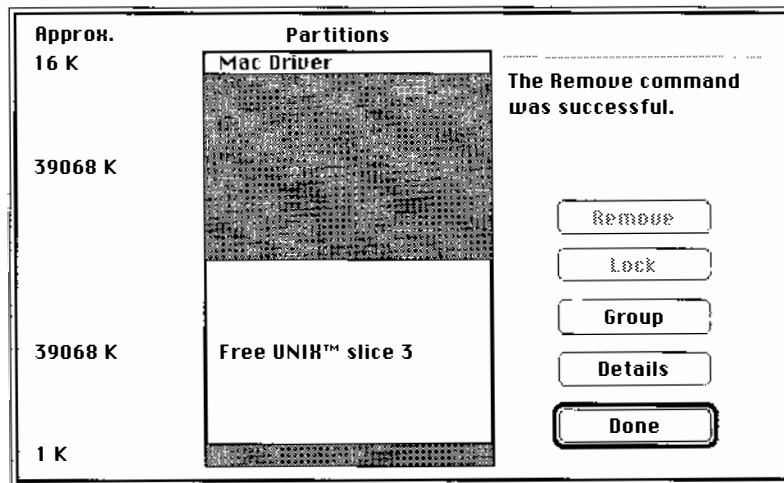 Approx.
Partitions
16 K
Mac Driver
The Remove command
was successful.
39068 K
Remove
Lock
Group
39068 K
Free UNIX™ slice 3
Details
Done
1 K